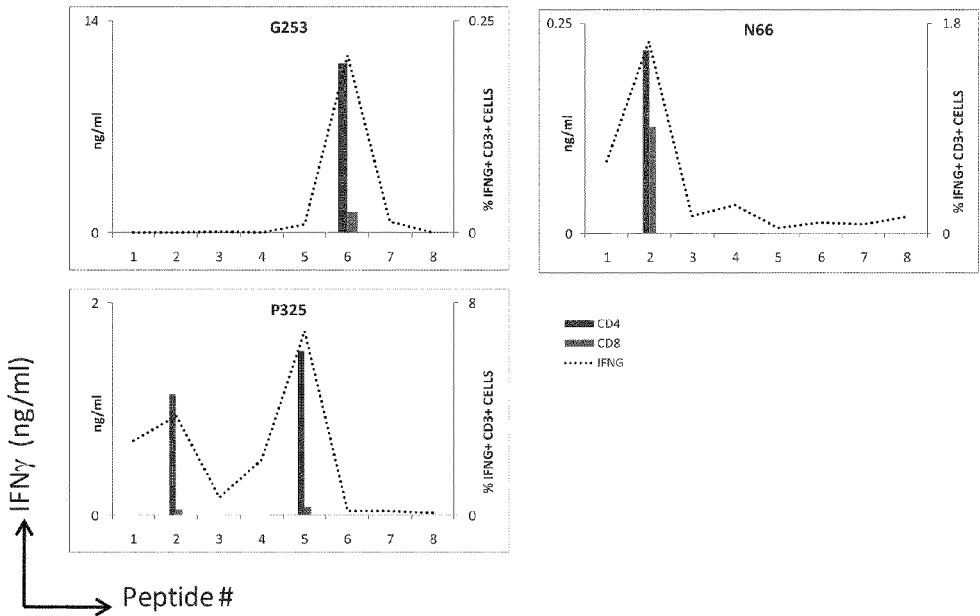 G253
14
0
ng/ml
0.25
0
% IFNG+ CD3+ CELLS
1 2 3 4 5 6 7 8
N66
0.25
0
ng/ml
1.8
0
% IFNG+ CD3+ CELLS
1 2 3 4 5 6 7 8
P325
2
0
ng/ml
8
0
% IFNG+ CD3+ CELLS
1 2 3 4 5 6 7 8
CD4
CD8
IFNG
IFNγ (ng/ml)
Peptide #